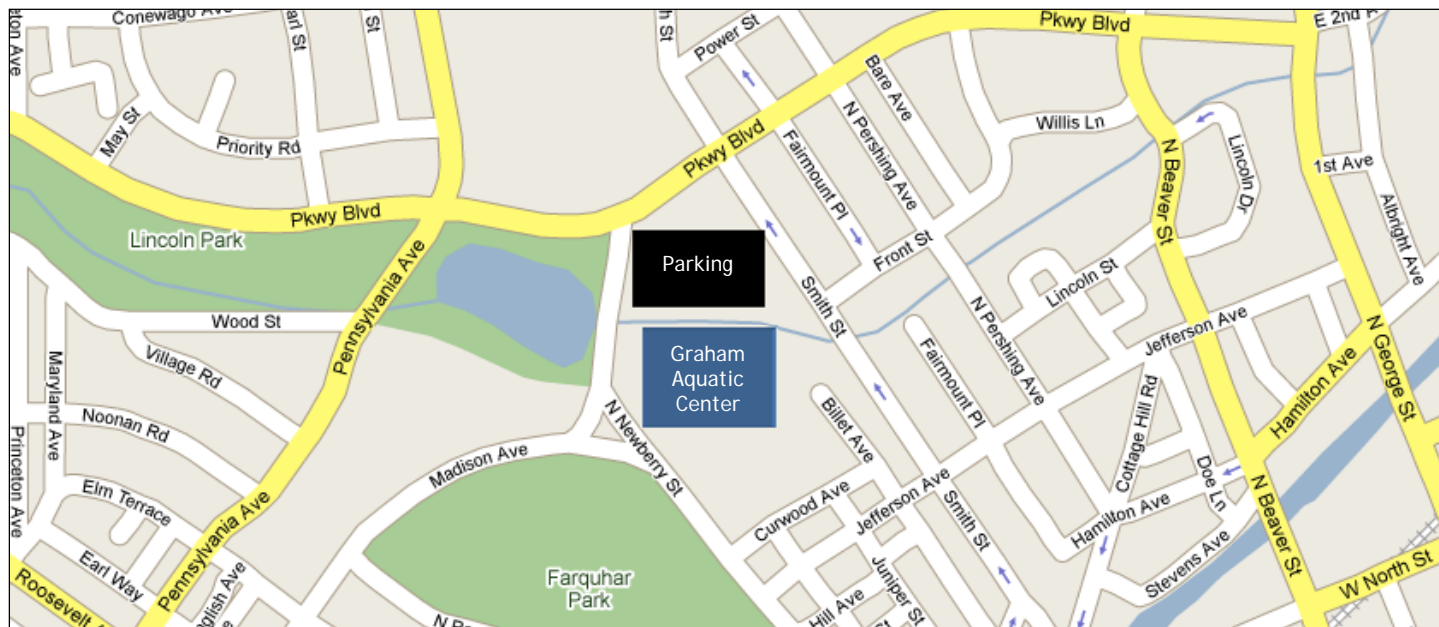 Conewago Ave
E 2nd
Pkwy Blvd
Power St
Bare Ave
May St
Priority Rd
Willis Ln
N Pershing Ave
Pkwy Blvd
Fairmount Pl
N Beaver St
Lincoln Dr
1st Ave
Albright Ave
Pkwy Blvd
Lincoln Park
Parking
Front St
Lincoln St
Smith St
N Pershing Ave
Wood St
Pennsylvania Ave
Jefferson Ave
N George St
Village Rd
Graham
Aquatic
Center
Maryland Ave
Fairmount Pl
Hamilton Ave
Noonan Rd
Billet Ave
Cottage Hill Rd
Princeton Ave
Madison Ave
N Newberry St
Doe Ln
Elm Terrace
Curwood Ave
Jefferson Ave
Smith St
N Beaver St
Pennsylvania Ave
Hamilton Ave
Earl Way
Stevens Ave
Farquhar
Park
Juniper St
W North St
Roosevelt
Hill Ave